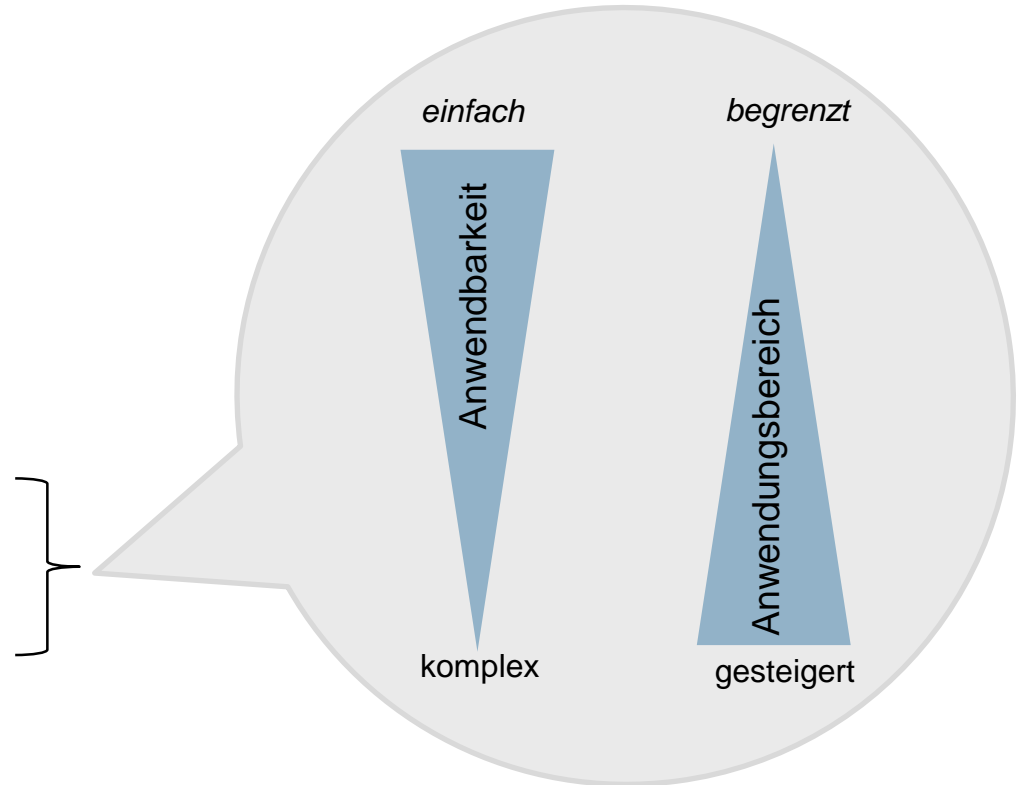 einfach
Anwendbarkeit
komplex
begrenzt
Anwendungsbereich
gesteigert